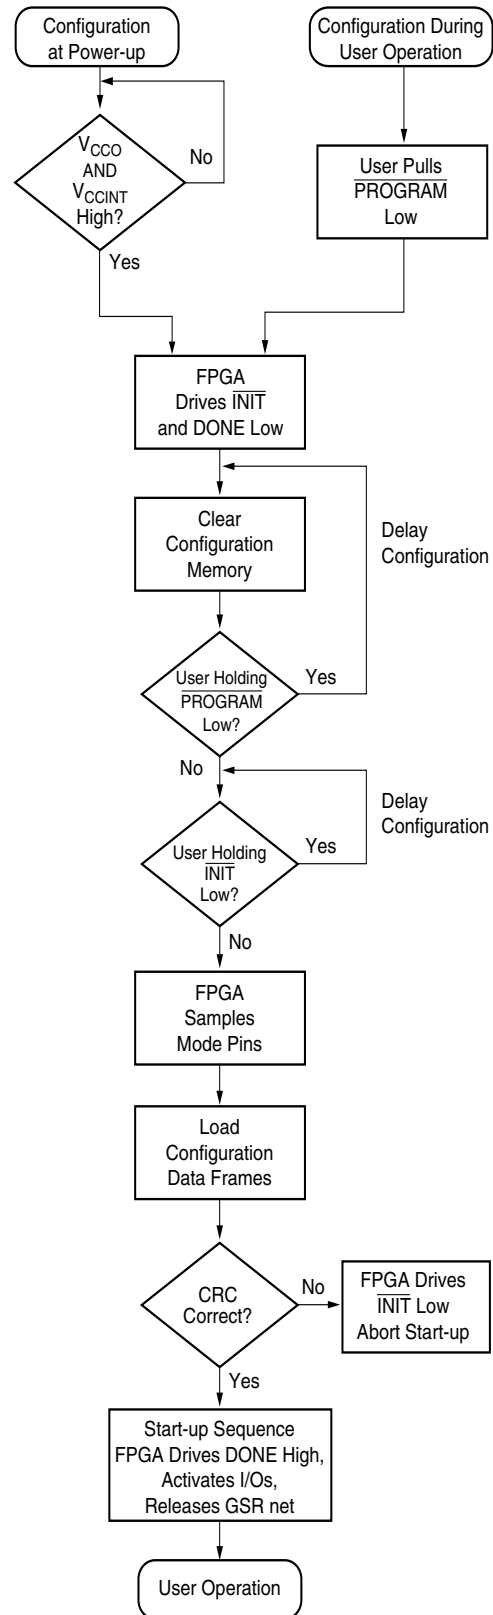 Configuration
at Power-up
Configuration During
User Operation
No
VCCO
AND
VCCINT
High?
Yes
User Pulls
PROGRAM
Low
FPGA
Drives INIT
and DONE Low
Clear
Configuration
Memory
Delay
Configuration
User Holding
PROGRAM
Low?
Yes
No
Delay
Configuration
User Holding
INIT
Low?
Yes
No
FPGA
Samples
Mode Pins
Load
Configuration
Data Frames
CRC
Correct?
No
FPGA Drives
INIT Low
Abort Start-up
Yes
Start-up Sequence
FPGA Drives DONE High,
Activates I/Os,
Releases GSR net
User Operation